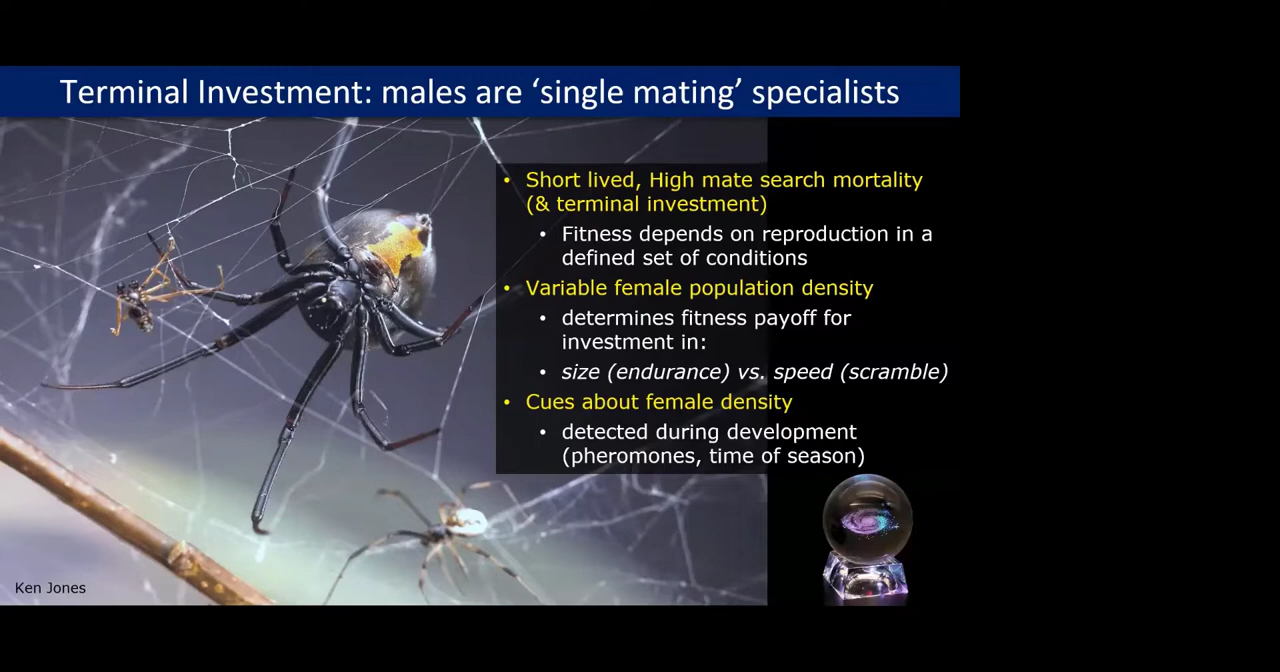 Terminal Investment: males are ‘single mating’ specialists
• Short lived, High mate search mortality
(& terminal investment)
• Fitness depends on reproduction in a
defined set of conditions
• Variable female population density
• determines fitness payoff for
investment in:
• size (endurance) vs. speed (scramble)
• Cues about female density
• detected during development
(pheromones, time of season)
Ken Jones